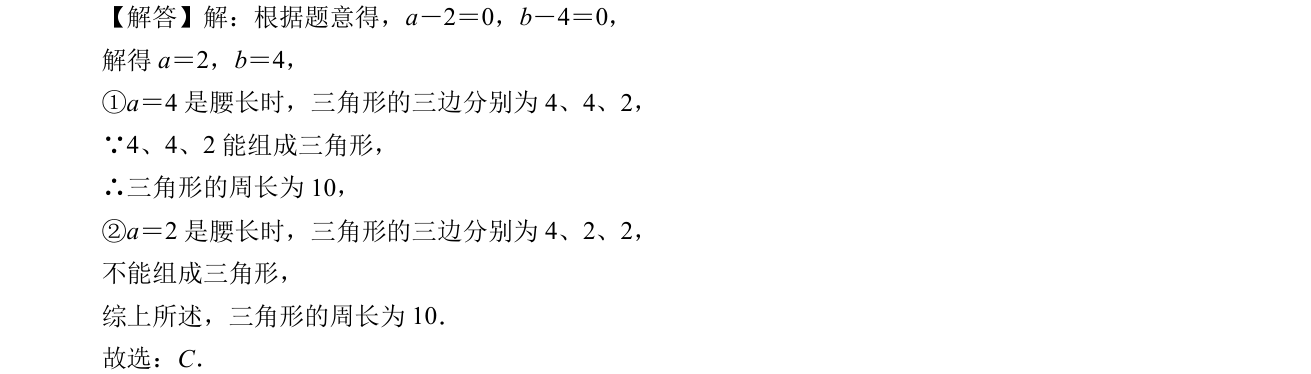 【解答】解：根据题意得，a－2＝0，b－4＝0，
解得 a＝2，b＝4，
①a＝4 是腰长时，三角形的三边分别为 4、4、2，
∵4、4、2 能组成三角形，
∴三角形的周长为 10，
②a＝2 是腰长时，三角形的三边分别为 4、2、2，
不能组成三角形，
综上所述，三角形的周长为 10．
故选：C．